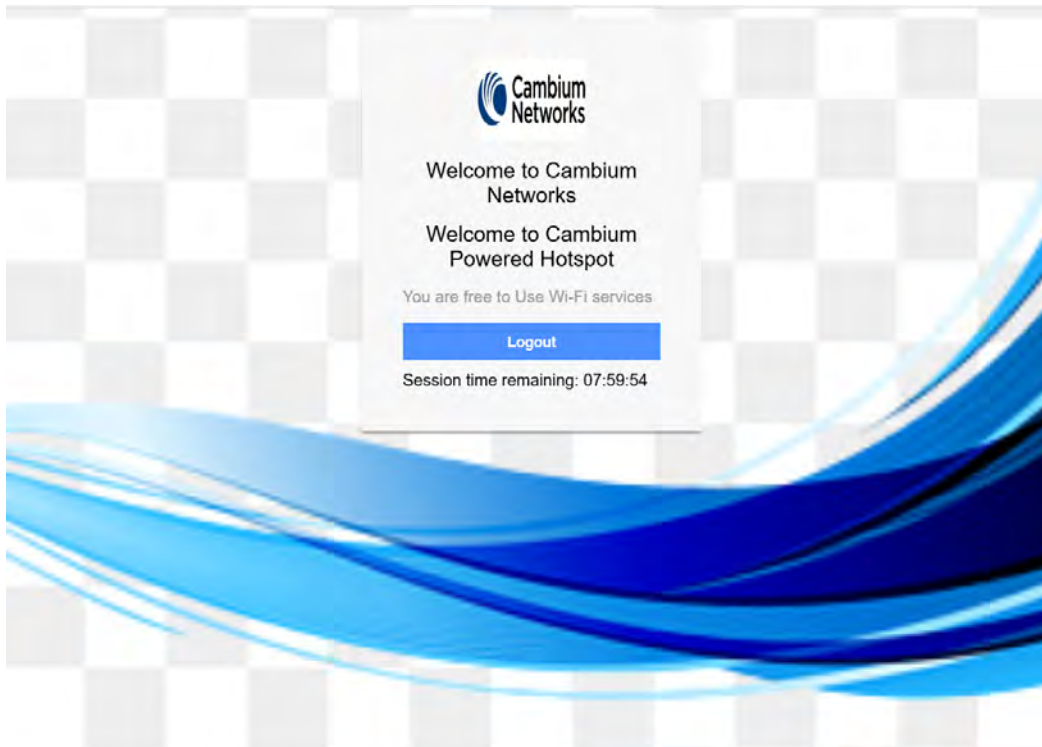 Cambium
Networks
Welcome to Cambium
Networks
Welcome to Cambium
Powered Hotspot
You are free to Use Wi-Fi services
Logout
Session time remaining: 07:59:54